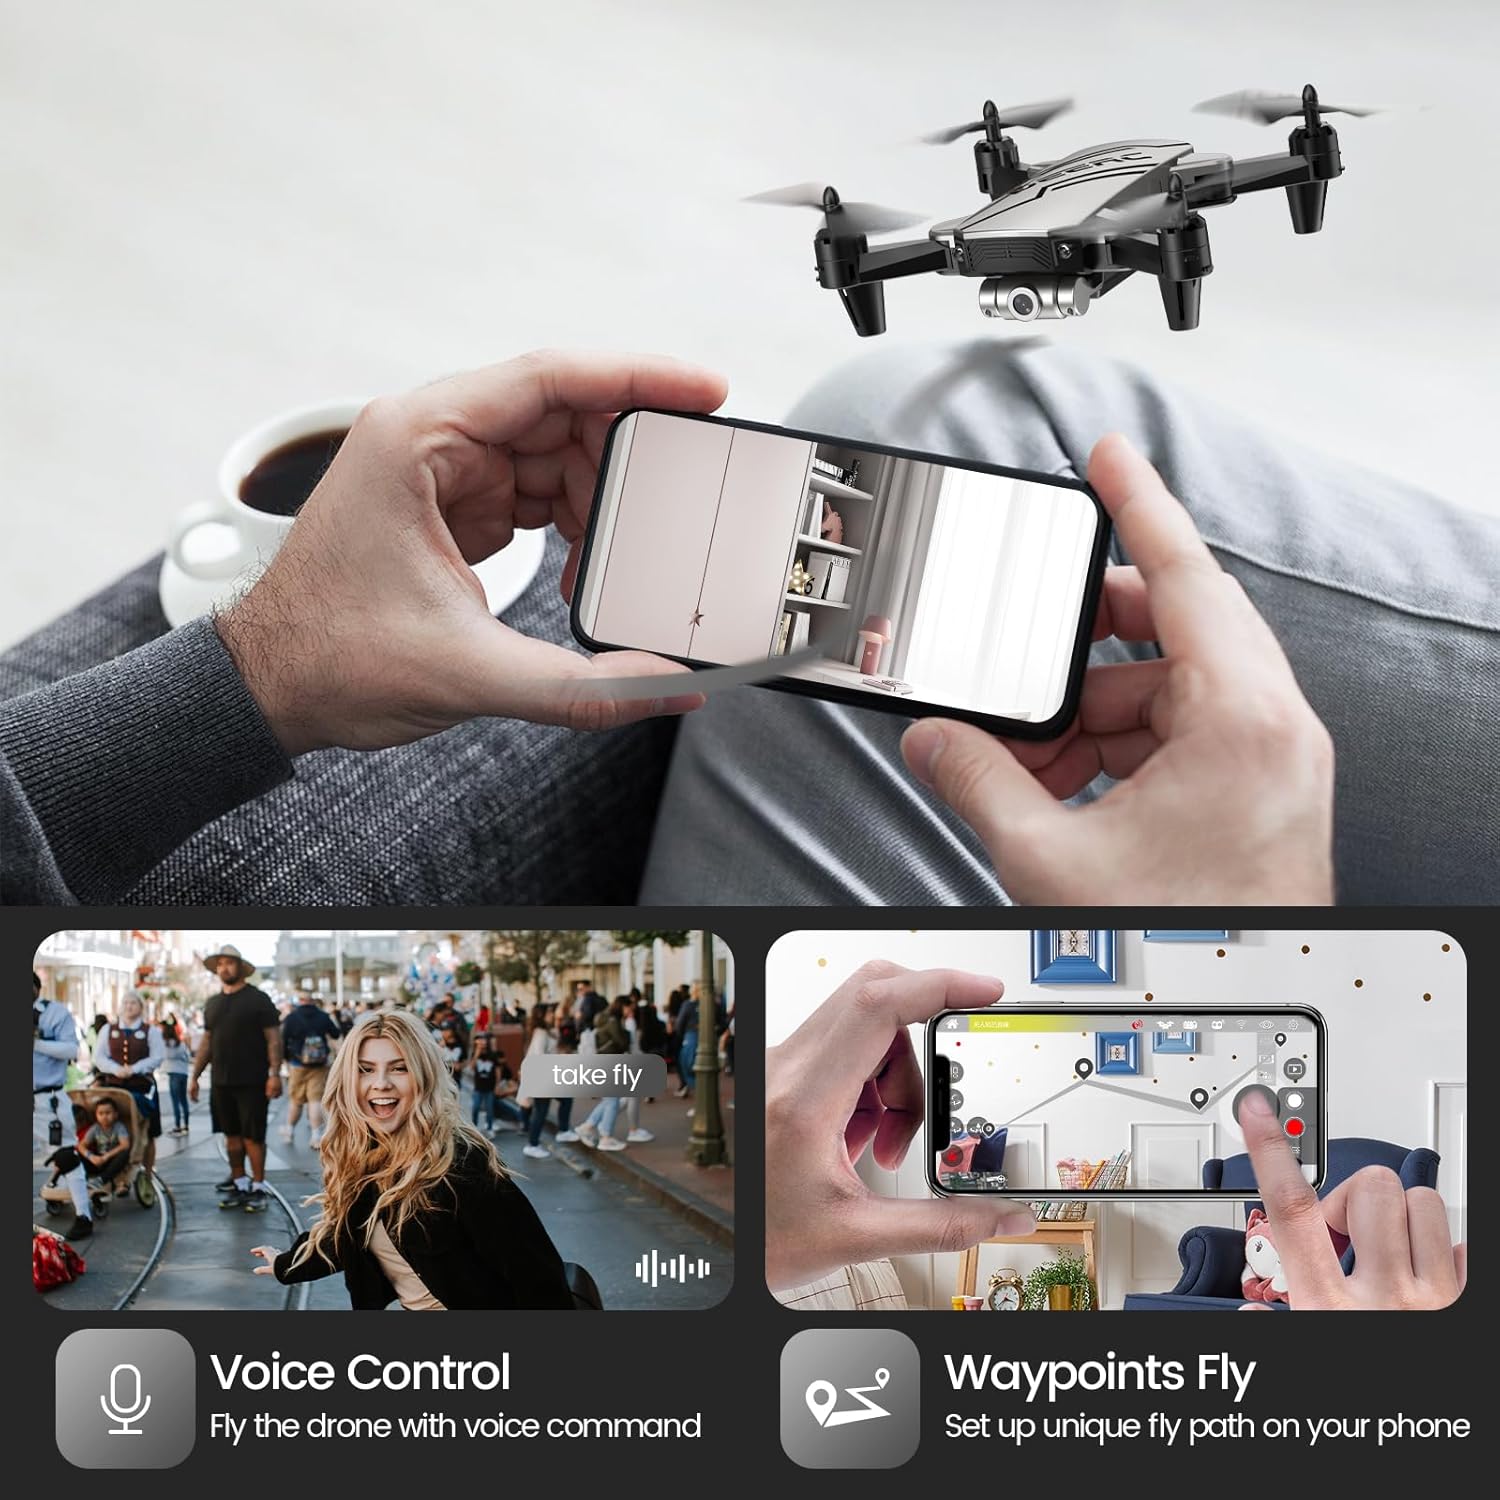 take fly
Voice Control
Fly the drone with voice command
Waypoints Fly
Set up unique fly path on your phone